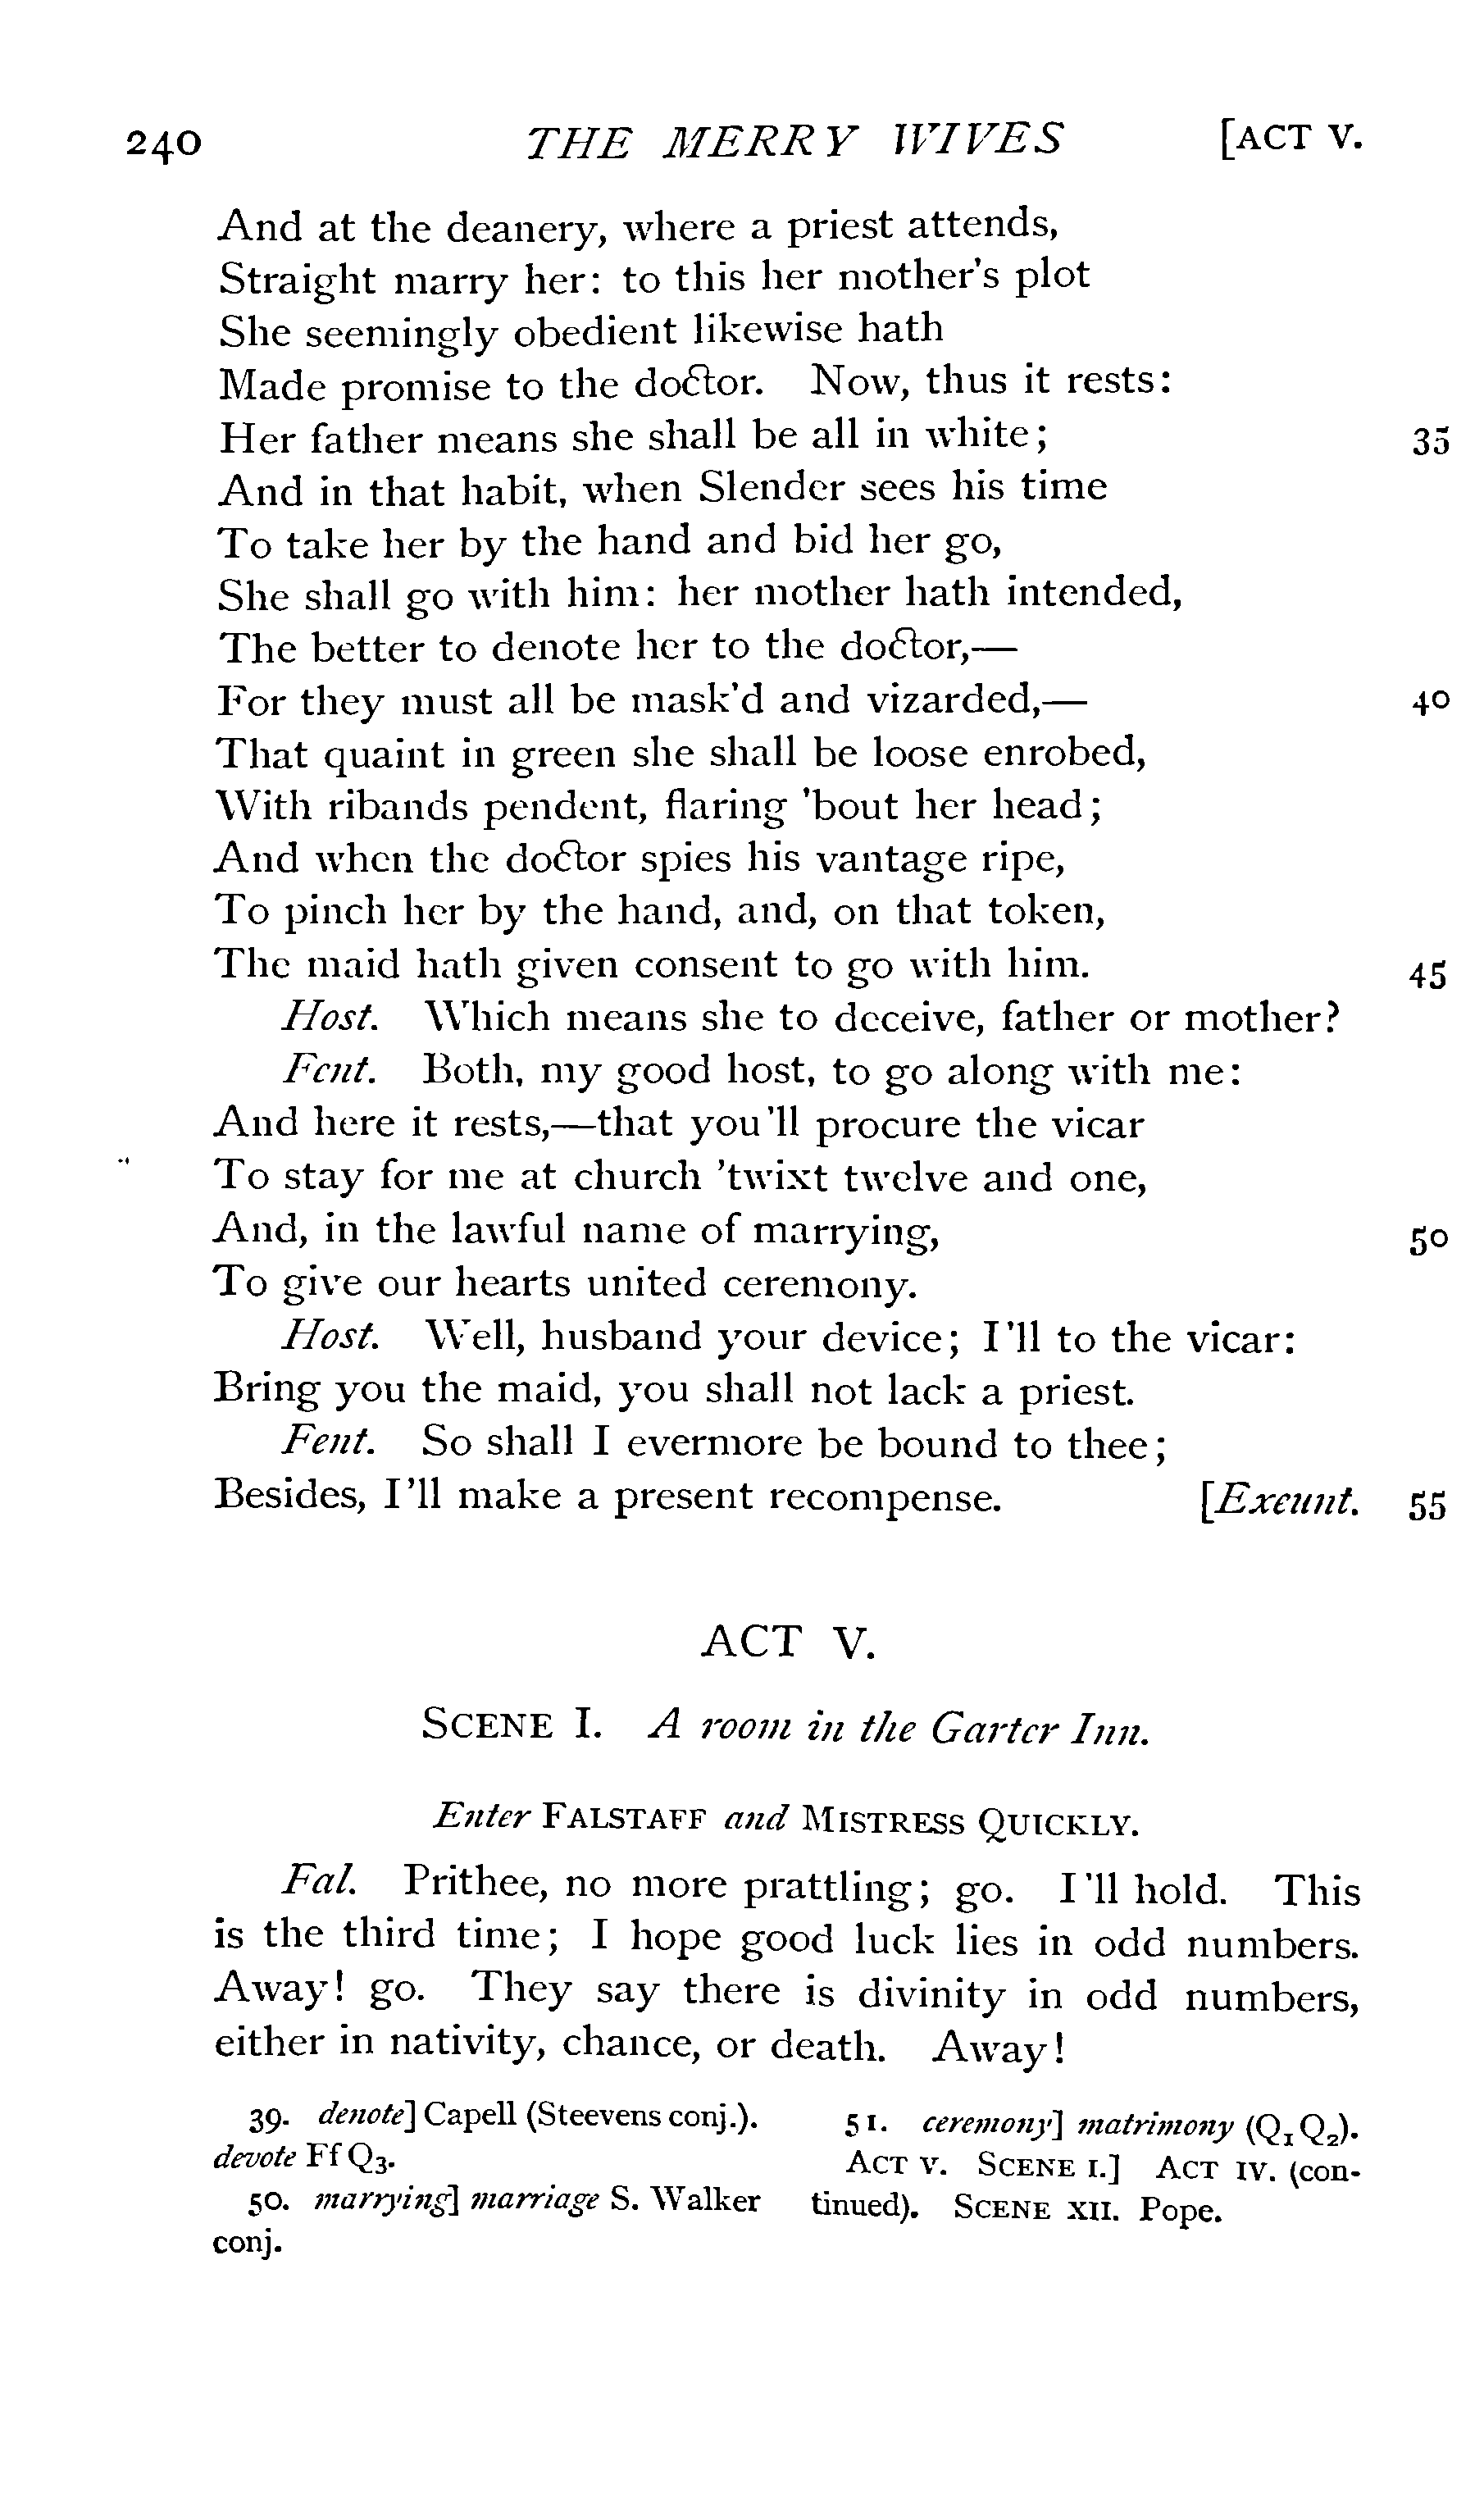 240 THE MERRY WIVES [ACT V.
And at the deanery, where a priest attends,
Straight marry her: to this her mother's plot
She seemingly obedient likewise hath
Made promise to the doctor. Now, thus it rests:
Her father means she shall be all in white; 35
And in that habit, when Slender sees his time
To take her by the hand and bid her go,
She shall go with him: her mother hath intended,
The better to denote her to the doctor,—
For they must all be mask'd and vizarded,— 40
That quaint in green she shall be loose enrobed,
With ribands pendent, flaring 'bout her head;
And when the doctor spies his vantage ripe,
To pinch her by the hand, and, on that token,
The maid hath given consent to go with him. 45
Host. Which means she to deceive, father or mother?
Fent. Both, my good host, to go along with me:
And here it rests,—that you'll procure the vicar
To stay for me at church 'twixt twelve and one,
And, in the lawful name of marrying, 50
To give our hearts united ceremony.
Host. Well, husband your device; I'll to the vicar:
Bring you the maid, you shall not lack a priest.
Fent. So shall I evermore be bound to thee;
Besides, I'll make a present recompense. [Exeunt. 55
ACT V.
SCENE I. A room in the Garter Inn.
Enter FALSTAFF and MISTRESS QUICKLY.
Fal. Prithee, no more prattling; go. I'll hold. This
is the third time; I hope good luck lies in odd numbers.
Away! go. They say there is divinity in odd numbers,
either in nativity, chance, or death. Away!
39. denote] Capell (Steevens conj.).
devote Ff Q3.
50. marrying] marriage S. Walker
conj.
51. ceremony] matrimony (Q1 Q2).
ACT V. SCENE I.] ACT IV. (con-
tinued). SCENE XII. Pope.